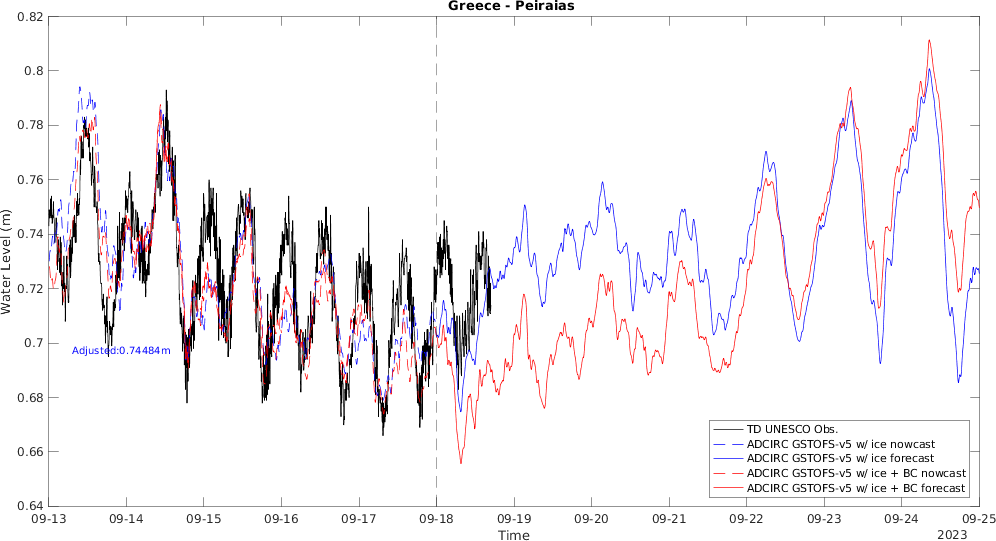 Greece - Peiraias
0.82
0.8
0.78
0.76
0.74
0.72
0.7
0.68
0.66
0.64
Water Level (m)
Adjusted:0.74484m
TD UNESCO Obs.
ADCIRC GSTOFS-v5 w/ ice nowcast
ADCIRC GSTOFS-v5 w/ ice forecast
ADCIRC GSTOFS-v5 w/ ice + BC nowcast
ADCIRC GSTOFS-v5 w/ ice + BC forecast
09-13 09-14 09-15 09-16 09-17 09-18 09-19 09-20 09-21 09-22 09-23 09-24 09-25
Time
2023